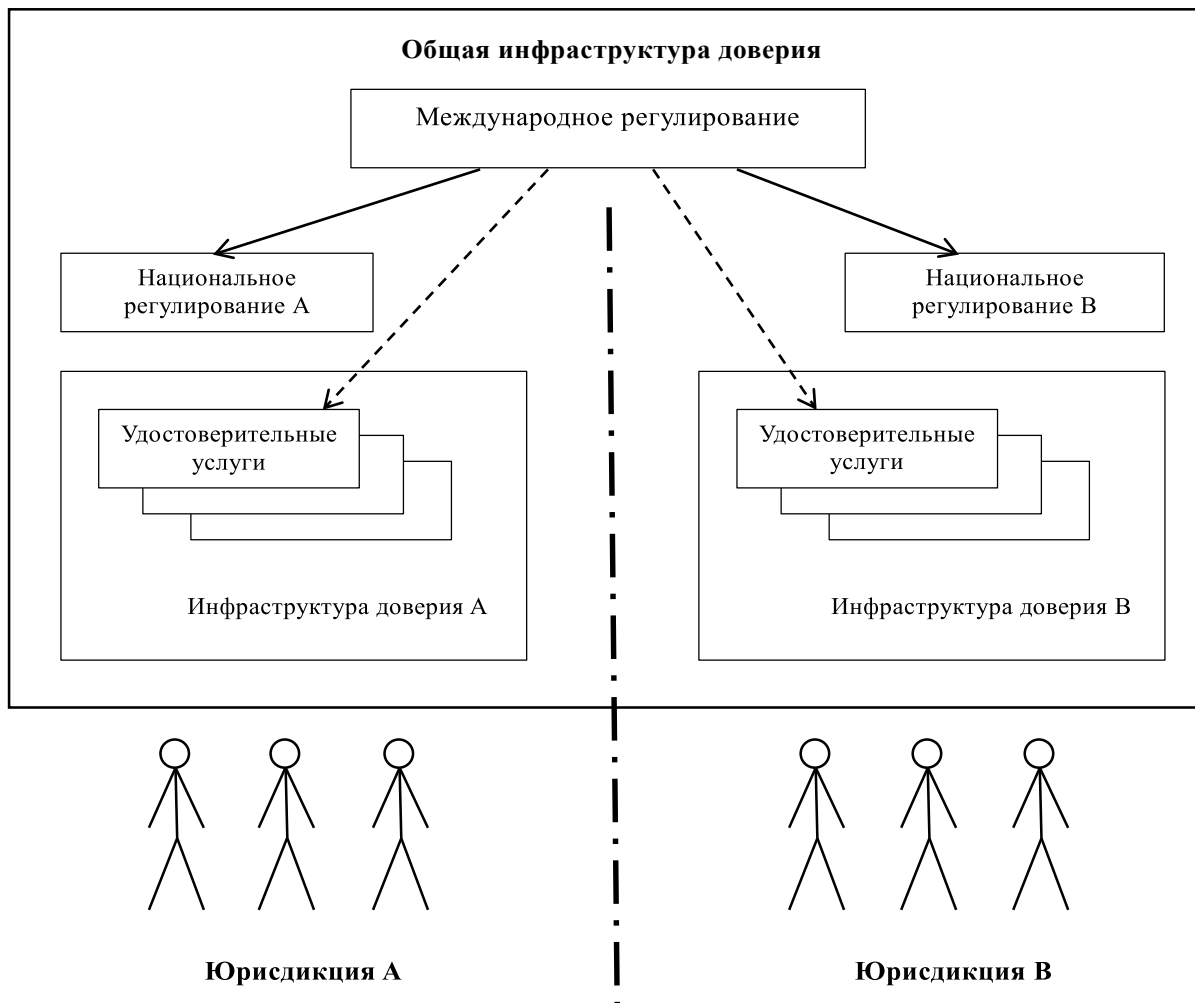 Общая инфраструктура доверия
Международное регулирование
Национальное
регулирование A
Национальное
регулирование B
Удостоверительные
услуги
Инфраструктура доверия A
Удостоверительные
услуги
Инфраструктура доверия B
Юрисдикция A
Юрисдикция B